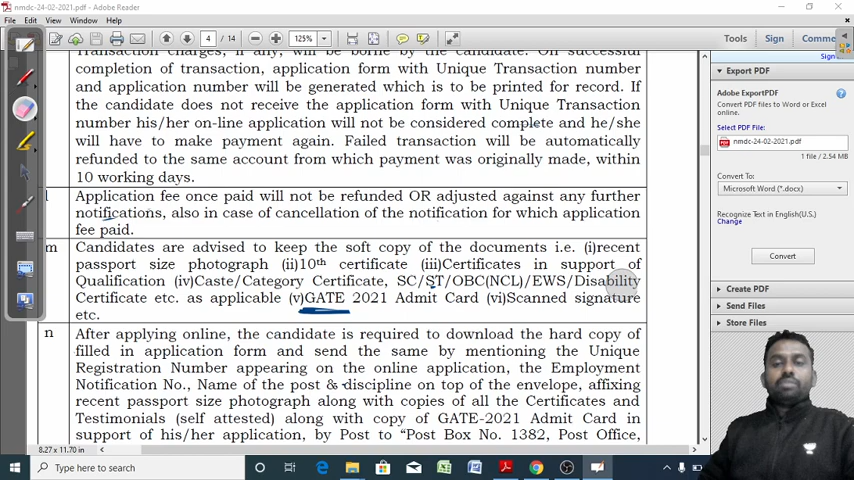 nmdc-24-02-2021.pdf - Adobe Reader
File Edit View Window Help
4 / 14 125% Tools Sign Comme
transaction charges, if any, will be borne by the candidate. On successful
completion of transaction, application form with Unique Transaction number
and application number will be generated which is to be printed for record. If
the candidate does not receive the application form with Unique Transaction
number his/her on-line application will not be considered complete and he/she
will have to make payment again. Failed transaction will be automatically
refunded to the same account from which payment was originally made, within
10 working days.
l Application fee once paid will not be refunded OR adjusted against any further
notifications, also in case of cancellation of the notification for which application
fee paid.
m Candidates are advised to keep the soft copy of the documents i.e. (i)recent
passport size photograph (ii)10th certificate (iii)Certificates in support of
Qualification (iv)Caste/Category Certificate, SC/ST/OBC(NCL)/EWS/Disability
Certificate etc. as applicable (v)GATE 2021 Admit Card (vi)Scanned signature
etc.
n After applying online, the candidate is required to download the hard copy of
filled in application form and send the same by mentioning the Unique
Registration Number appearing on the online application, the Employment
Notification No., Name of the post & discipline on top of the envelope, affixing
recent passport size photograph along with copies of all the Certificates and
Testimonials (self attested) along with copy of GATE-2021 Admit Card in
support of his/her application, by Post to “Post Box No. 1382, Post Office,
8.27 x 11.70 in
Sign
Export PDF
Adobe ExportPDF
Convert PDF files to Word or Excel
online.
Select PDF File:
nmdc-24-02-2021.pdf
1 file / 2.54 MB
Convert To:
Microsoft Word (*.docx)
Recognize Text in English(U.S.)
Change
Convert
Create PDF
Send Files
Store Files
Type here to search